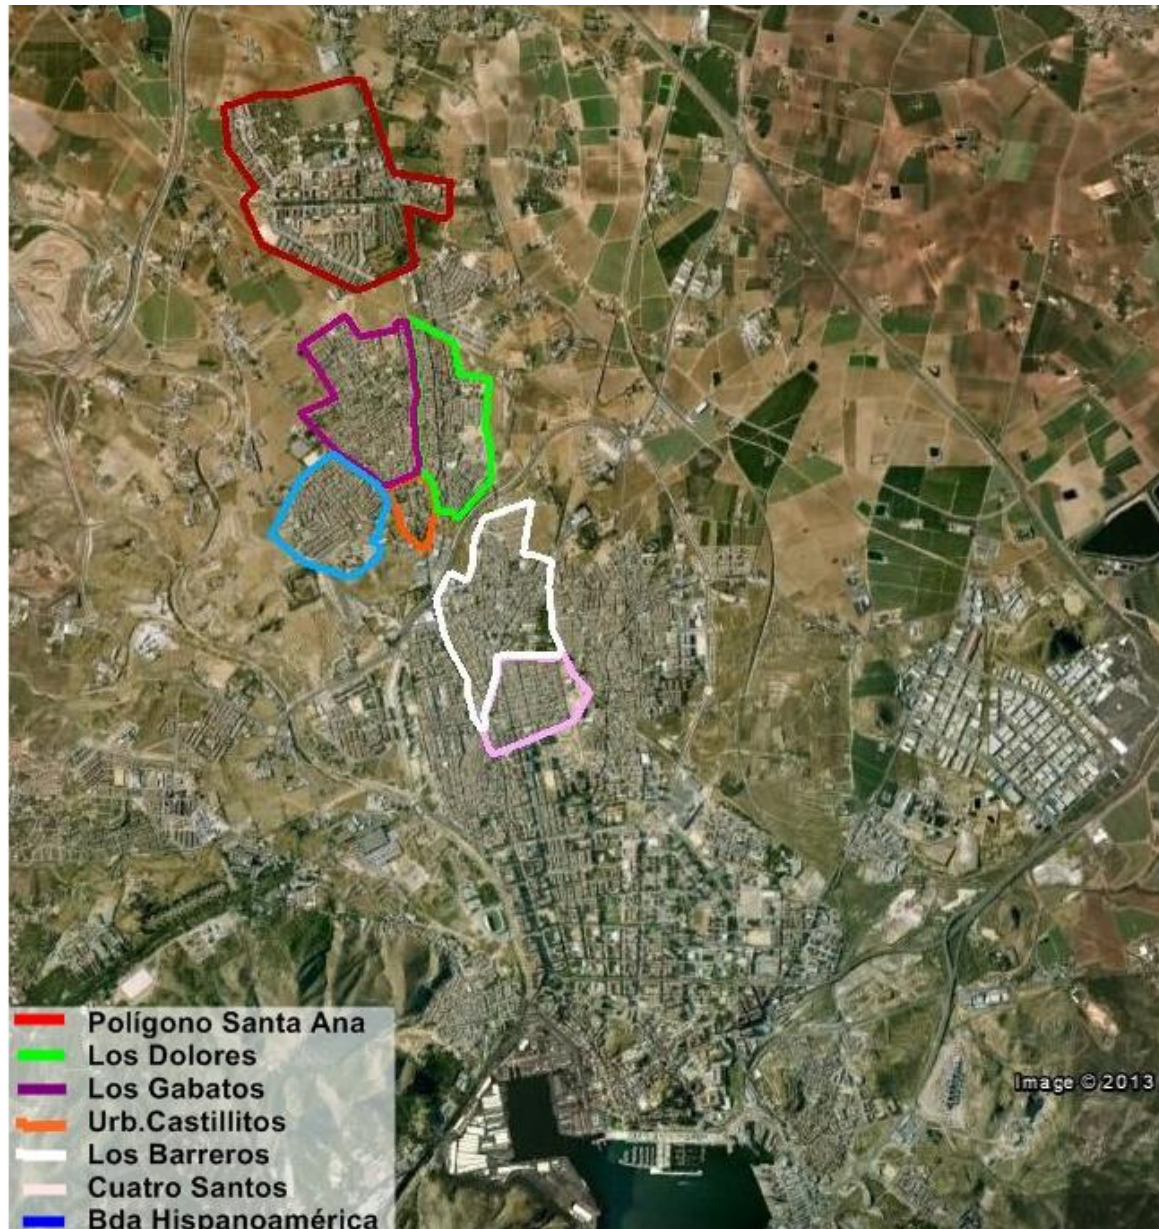 Image © 2013
Polígono Santa Ana
Los Dolores
Los Gabatos
Urb.Castillitos
Los Barreros
Cuatro Santos
Bda Hispanoamérica